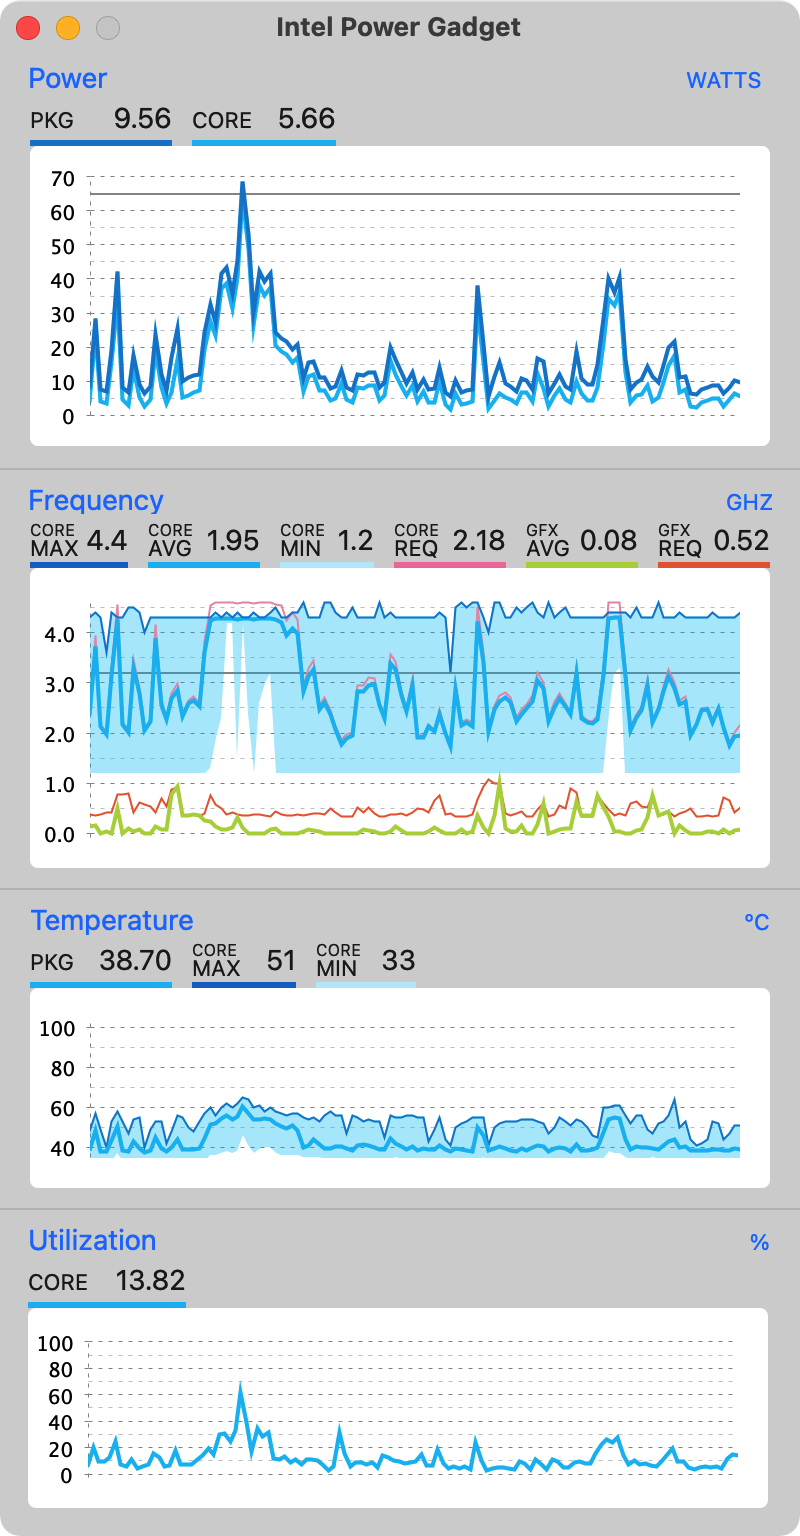 Intel Power Gadget
Power WATTS
PKG 9.56 CORE 5.66
70
60
50
40
30
20
10
0
Frequency GHZ
CORE MAX 4.4 CORE AVG 1.95 CORE MIN 1.2 CORE REQ 2.18 GFX AVG 0.08 GFX REQ 0.52
4.0
3.0
2.0
1.0
0.0
Temperature °C
PKG 38.70 CORE MAX 51 CORE MIN 33
100
80
60
40
Utilization %
CORE 13.82
100
80
60
40
20
0